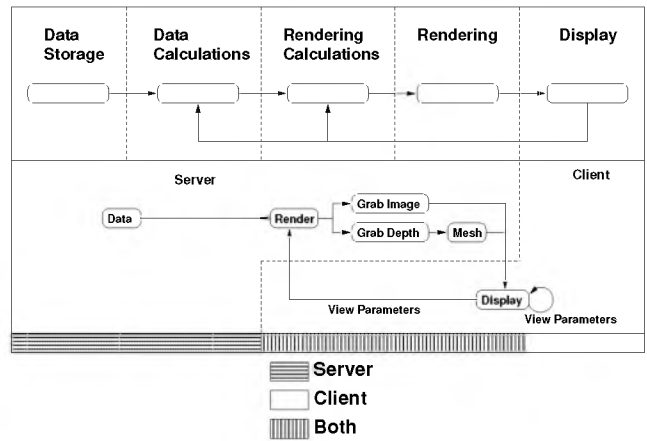 Data Storage
Data Calculations
Rendering Calculations
Rendering
Display
Server
Client
Data
Render
Grab Image
Grab Depth
Mesh
Display
View Parameters
View Parameters
Server
Client
Both